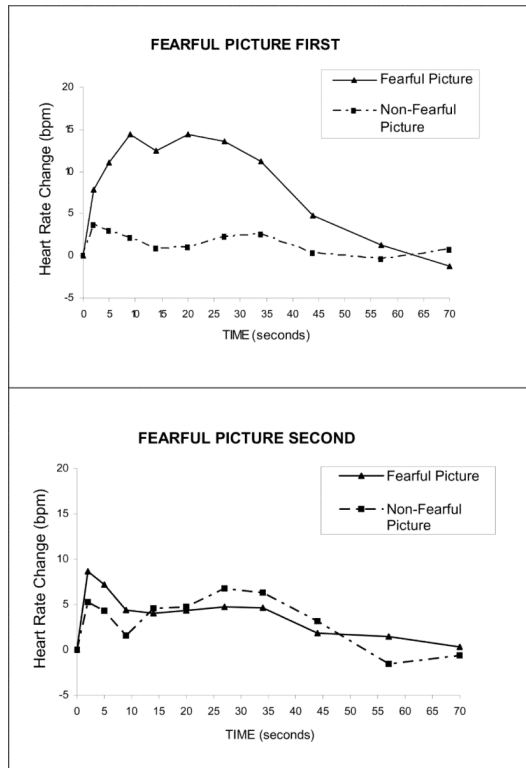 FEARFUL PICTURE FIRST
Fearful Picture
Non-Fearful
Picture
Heart Rate Change (bpm)
20
15
10
5
0
-5
0 5 10 15 20 25 30 35 40 45 50 55 60 65 70
TIME (seconds)
FEARFUL PICTURE SECOND
Fearful Picture
Non-Fearful
Picture
Heart Rate Change (bpm)
20
15
10
5
0
-5
0 5 10 15 20 25 30 35 40 45 50 55 60 65 70
TIME (seconds)